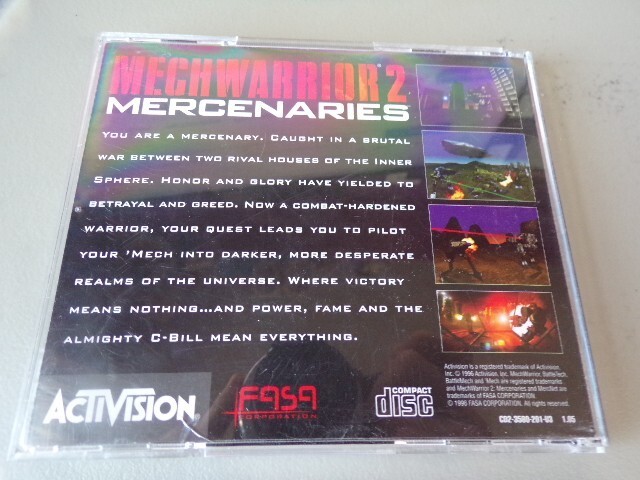 MECHWARRIOR 2
MERCENARIES
YOU ARE A MERCENARY. CAUGHT IN A BRUTAL
WAR BETWEEN TWO RIVAL HOUSES OF THE INNER
SPHERE. HONOR AND GLORY HAVE YIELDED TO
BETRAYAL AND GREED. NOW A COMBAT-HARDENED
WARRIOR, YOUR QUEST LEADS YOU TO PILOT
YOUR 'MECH INTO DARKER, MORE DESPERATE
REALMS OF THE UNIVERSE. WHERE VICTORY
MEANS NOTHING...AND POWER, FAME AND THE
ALMIGHTY C-BILL MEAN EVERYTHING.
Activision is a registered trademark of Activision,
Inc. © 1996 Activision, Inc. MechWarrior, BattleTech,
BattleMech and 'Mech are registered trademarks
and MechWarrior 2: Mercenaries and MercNet are
trademarks of FASA CORPORATION.
© 1996 FASA CORPORATION. All rights reserved.
CD2-3580-291-U3 1.05
ACTIVISION
FASA
CORPORATION
COMPACT
disc